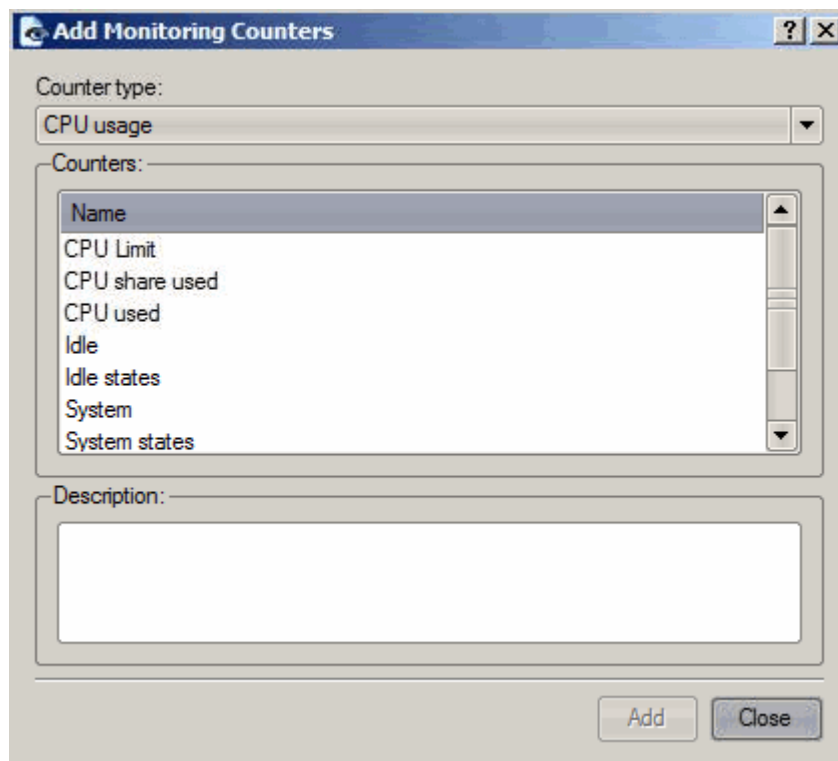 Add Monitoring Counters
Counter type:
CPU usage
Counters:
Name
CPU Limit
CPU share used
CPU used
Idle
Idle states
System
System states
Description:
Add
Close